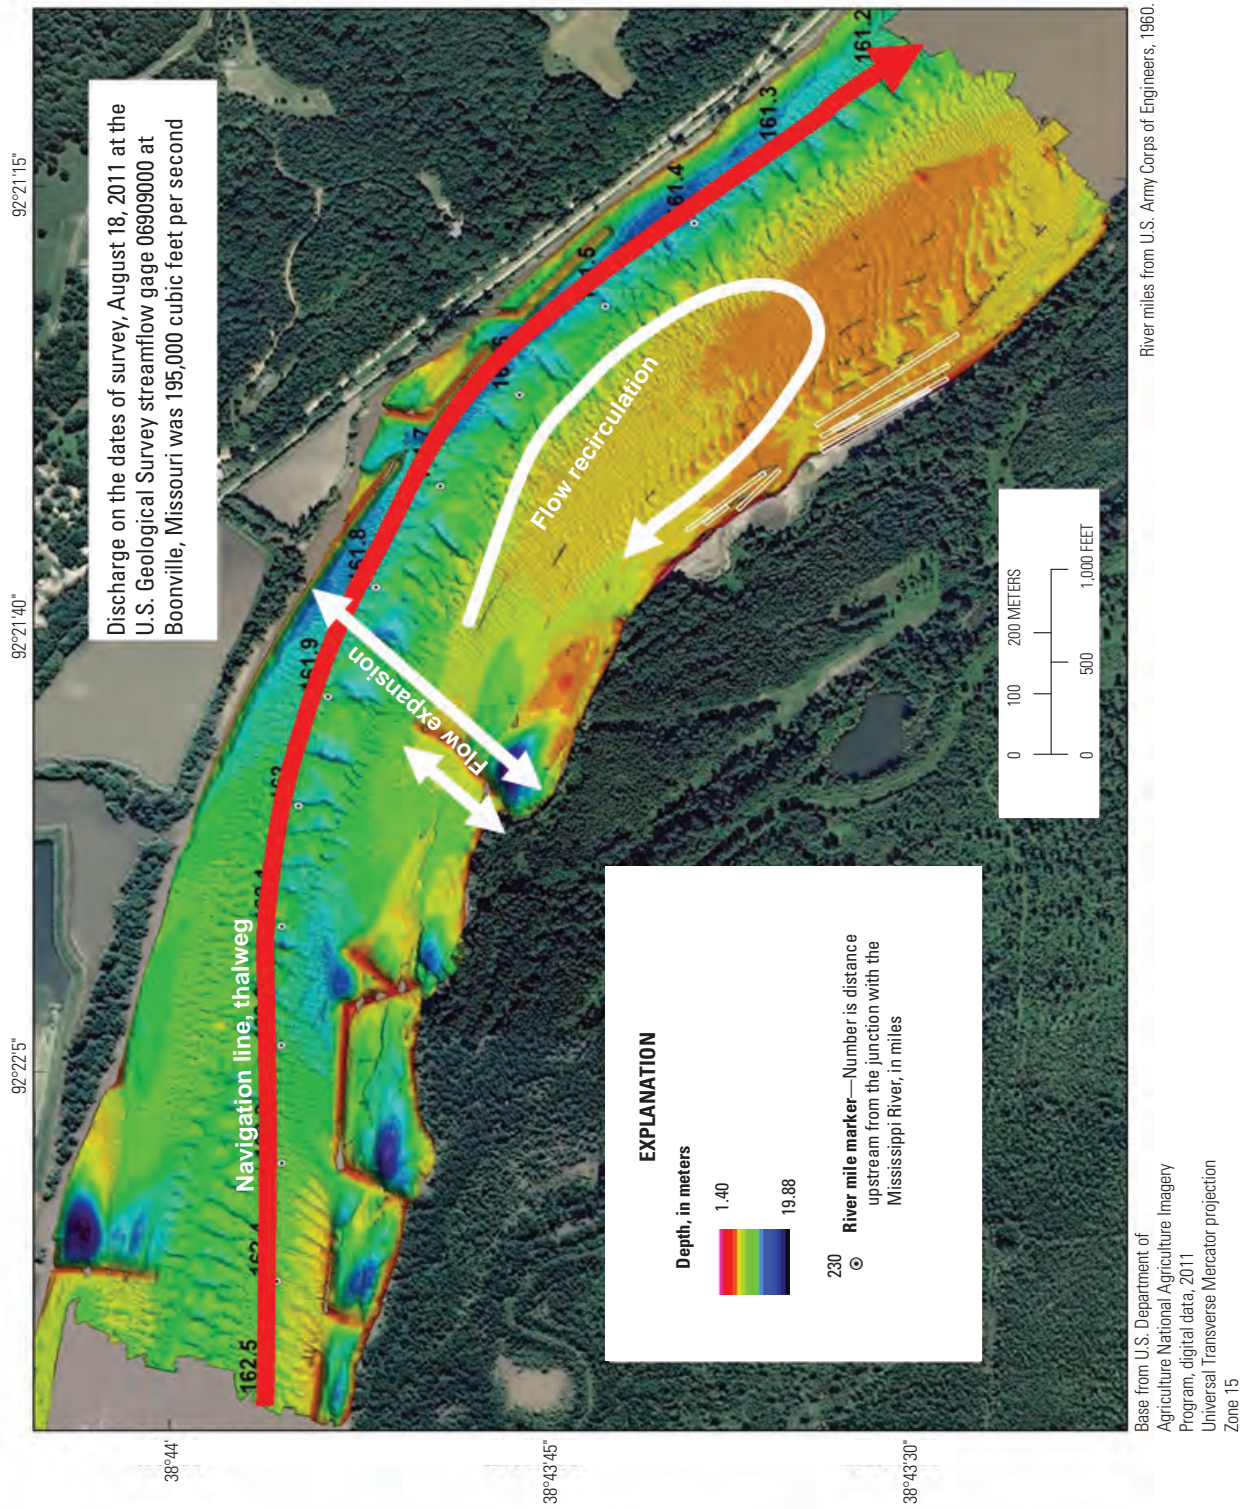 92°22'5"
92°21'40"
92°21'15"
38°44'
38°43'45"
38°43'30"
Discharge on the dates of survey, August 18, 2011 at the
U.S. Geological Survey streamflow gage 06909000 at
Boonville, Missouri was 195,000 cubic feet per second
162.5
162.4
161.9
161.3
161.2
Navigation line, thalweg
Flow expansion
Flow recirculation
EXPLANATION
Depth, in meters
1.40
19.88
230
River mile marker—Number is distance
upstream from the junction with the
Mississippi River, in miles
0 100 200 METERS
0 500 1,000 FEET
Base from U.S. Department of
Agriculture National Agriculture Imagery
Program, digital data, 2011
Universal Transverse Mercator projection
Zone 15
River miles from U.S. Army Corps of Engineers, 1960.